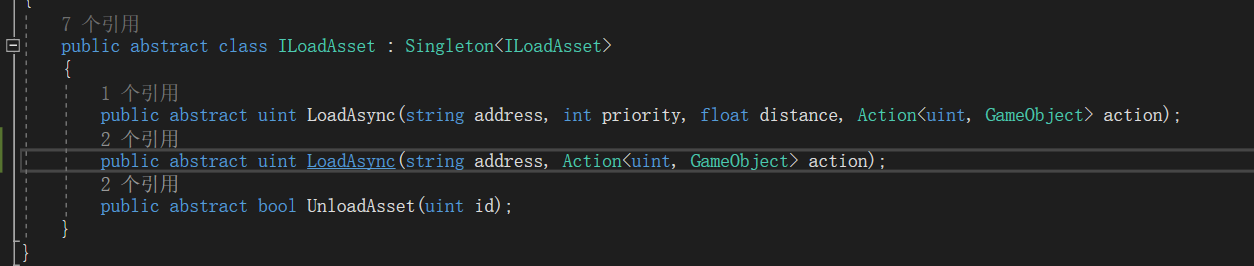 {
7 个引用
public abstract class ILoadAsset : Singleton<ILoadAsset>
{
1 个引用
public abstract uint LoadAsync(string address, int priority, float distance, Action<uint, GameObject> action);
2 个引用
public abstract uint LoadAsync(string address, Action<uint, GameObject> action);
2 个引用
public abstract bool UnloadAsset(uint id);
}
}